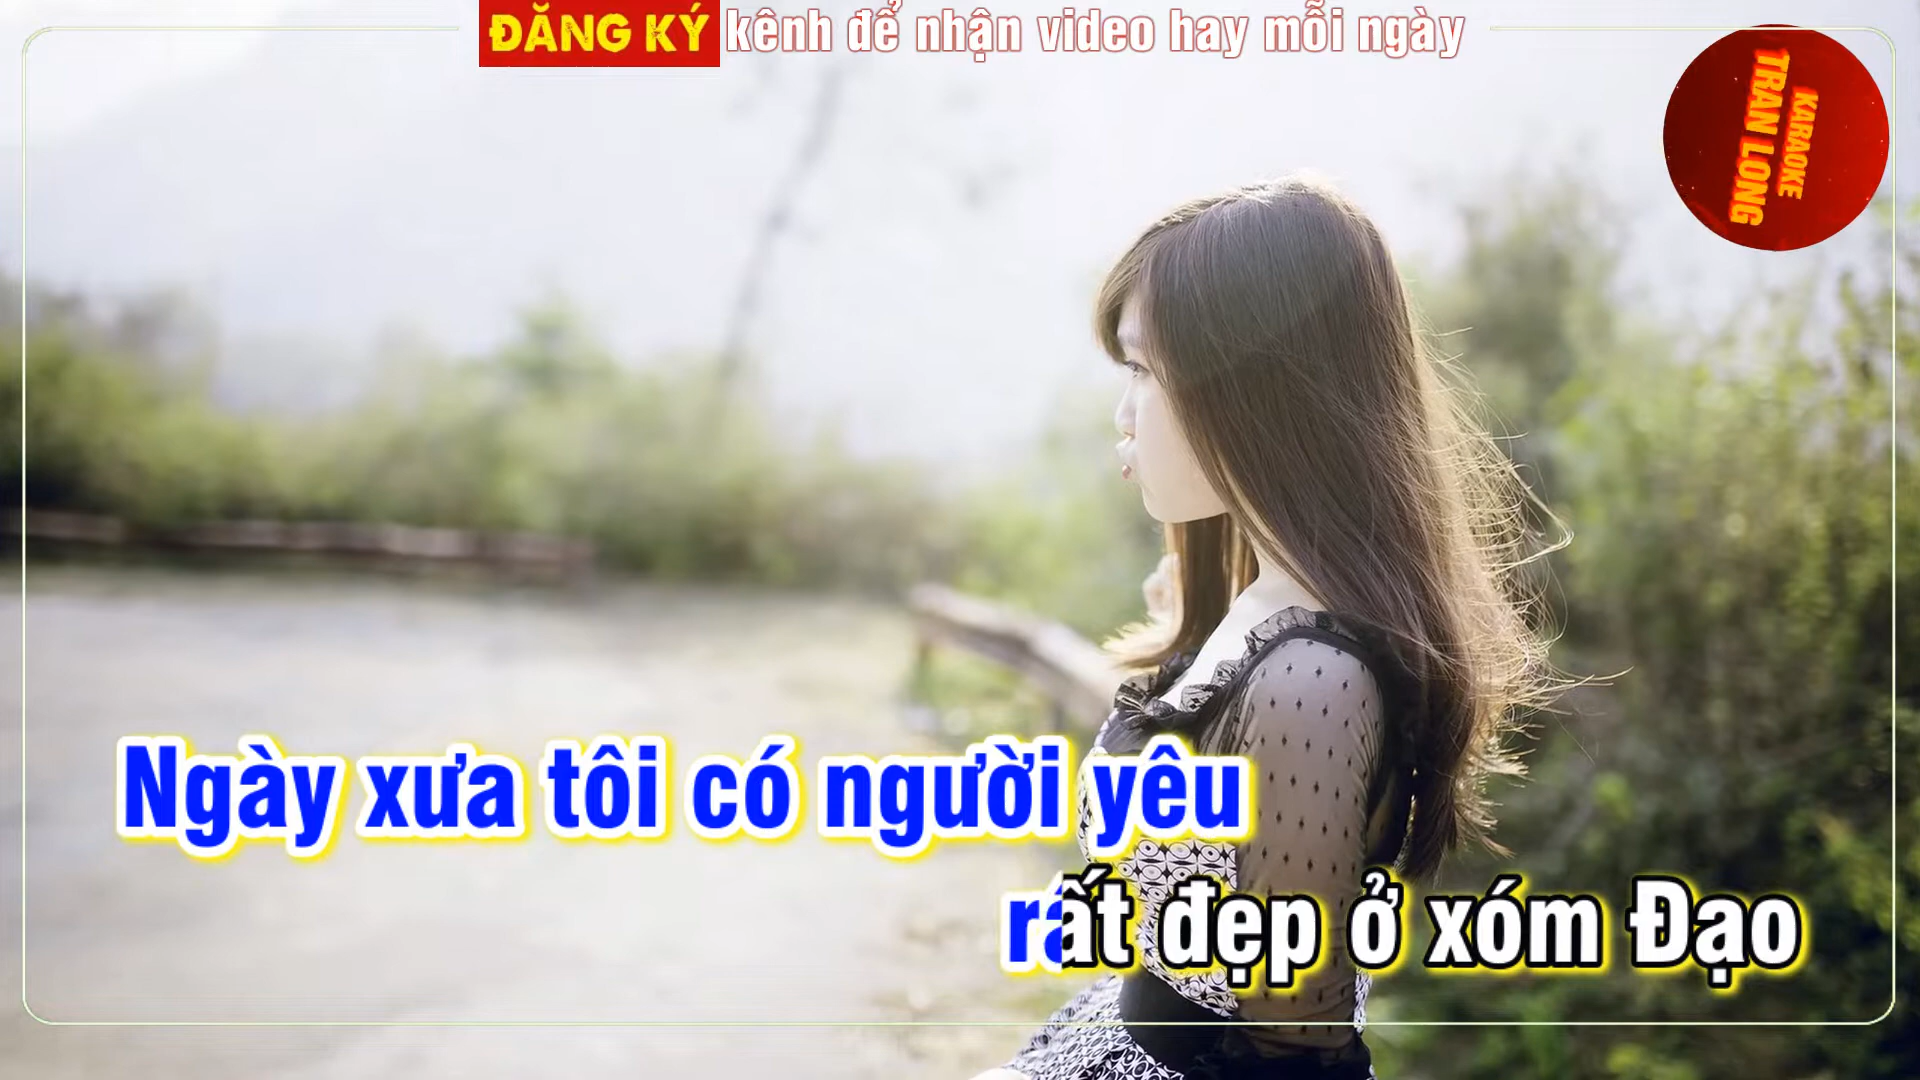 ĐĂNG KÝ kênh để nhận video hay mỗi ngày
KARAOKE
TRAN LONG
Ngày xưa tôi có người yêu
rất đẹp ở xóm Đạo